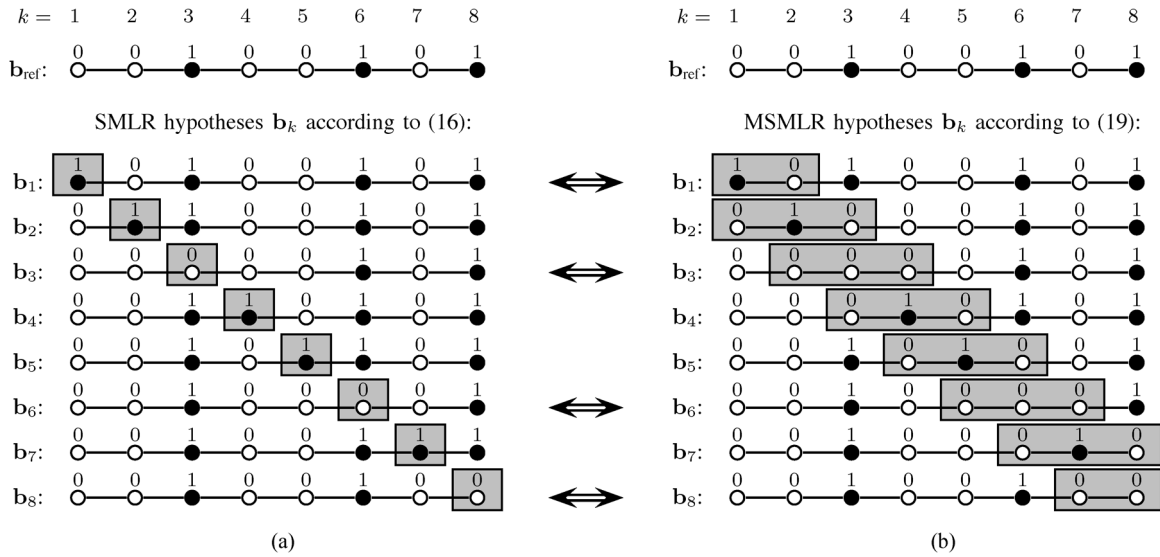 k = 1 2 3 4 5 6 7 8
0 0 1 0 0 1 0 1
b_ref:
SMLR hypotheses b_k according to (16):
1 0 1 0 0 1 0 1
b_1:
0 1 1 0 0 1 0 1
b_2:
0 0 0 0 0 1 0 1
b_3:
0 0 1 1 0 1 0 1
b_4:
0 0 1 0 1 1 0 1
b_5:
0 0 1 0 0 0 0 1
b_6:
0 0 1 0 0 1 1 1
b_7:
0 0 1 0 0 1 0 0
b_8:
(a)
k = 1 2 3 4 5 6 7 8
0 0 1 0 0 1 0 1
b_ref:
MSMLR hypotheses b_k according to (19):
1 0 1 0 0 1 0 1
b_1:
0 1 0 0 0 1 0 1
b_2:
0 0 0 0 0 1 0 1
b_3:
0 0 0 1 0 1 0 1
b_4:
0 0 1 0 1 0 0 1
b_5:
0 0 1 0 0 0 0 1
b_6:
0 0 1 0 0 0 1 0
b_7:
0 0 1 0 0 1 0 0
b_8:
(b)